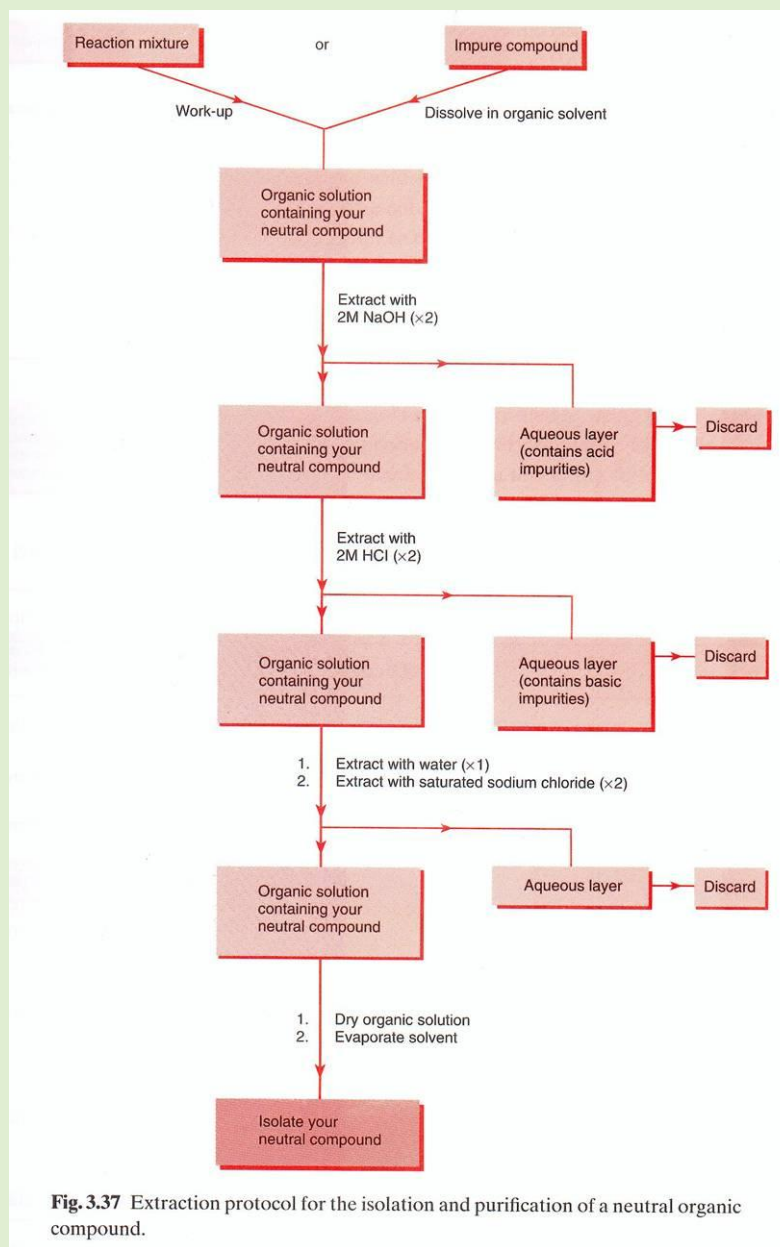 Reaction mixture
or
Impure compound
Work-up
Dissolve in organic solvent
Organic solution
containing your
neutral compound
Extract with
2M NaOH (×2)
Organic solution
containing your
neutral compound
Aqueous layer
(contains acid
impurities)
Discard
Extract with
2M HCl (×2)
Organic solution
containing your
neutral compound
Aqueous layer
(contains basic
impurities)
Discard
1. Extract with water (×1)
2. Extract with saturated sodium chloride (×2)
Organic solution
containing your
neutral compound
Aqueous layer
Discard
1. Dry organic solution
2. Evaporate solvent
Isolate your
neutral compound
Fig. 3.37 Extraction protocol for the isolation and purification of a neutral organic
compound.